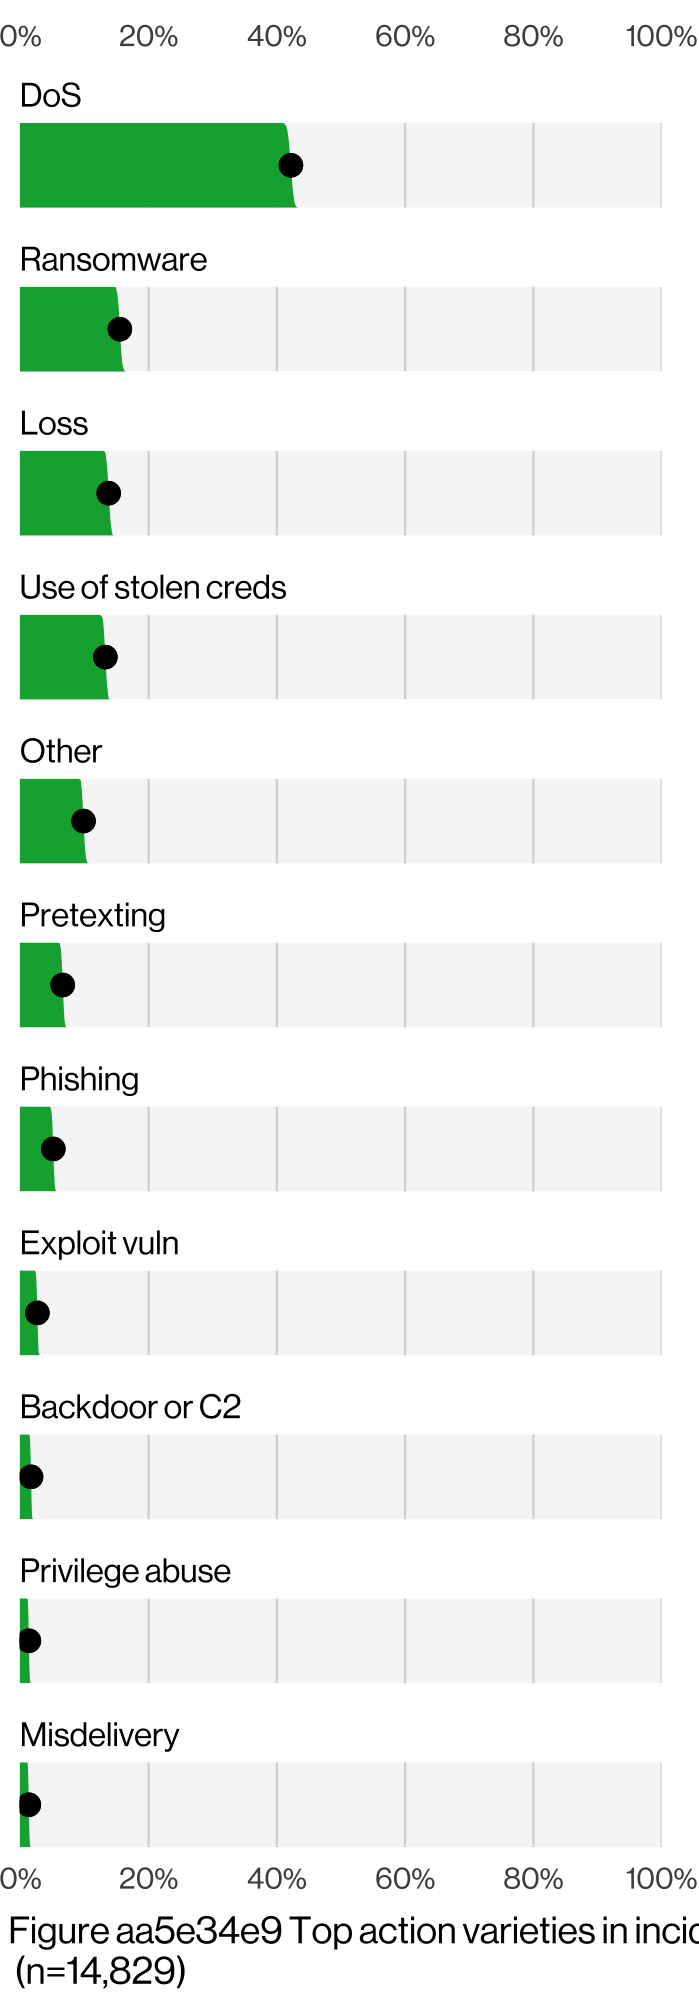 0% 20% 40% 60% 80% 100%
DoS
Ransomware
Loss
Use of stolen creds
Other
Pretexting
Phishing
Exploit vuln
Backdoor or C2
Privilege abuse
Misdelivery
0% 20% 40% 60% 80% 100%
Figure aa5e34e9 Top action varieties in
(n=14,829)